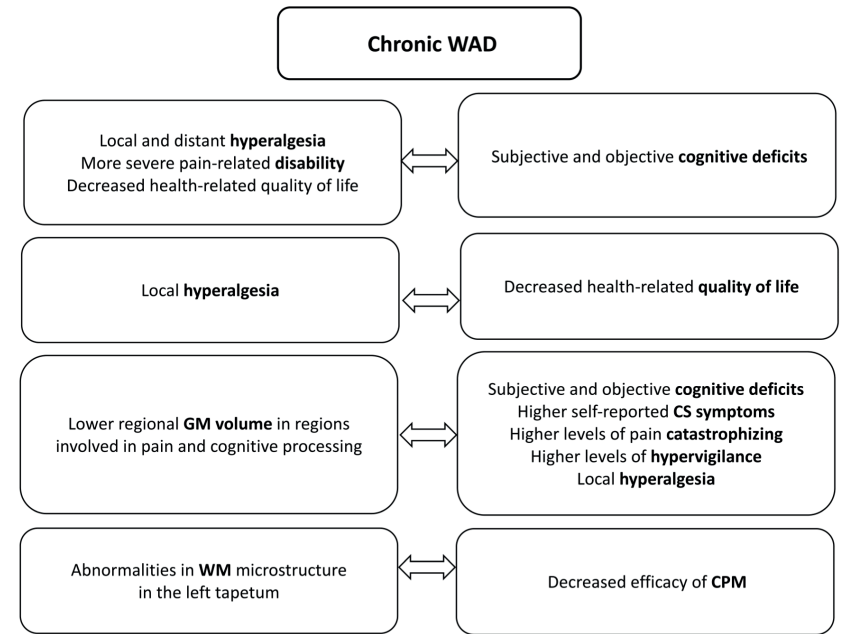 Chronic WAD
Local and distant hyperalgesia
More severe pain-related disability
Decreased health-related quality of life
Subjective and objective cognitive deficits
Local hyperalgesia
Decreased health-related quality of life
Lower regional GM volume in regions
involved in pain and cognitive processing
Subjective and objective cognitive deficits
Higher self-reported CS symptoms
Higher levels of pain catastrophizing
Higher levels of hypervigilance
Local hyperalgesia
Abnormalities in WM microstructure
in the left tapetum
Decreased efficacy of CPM